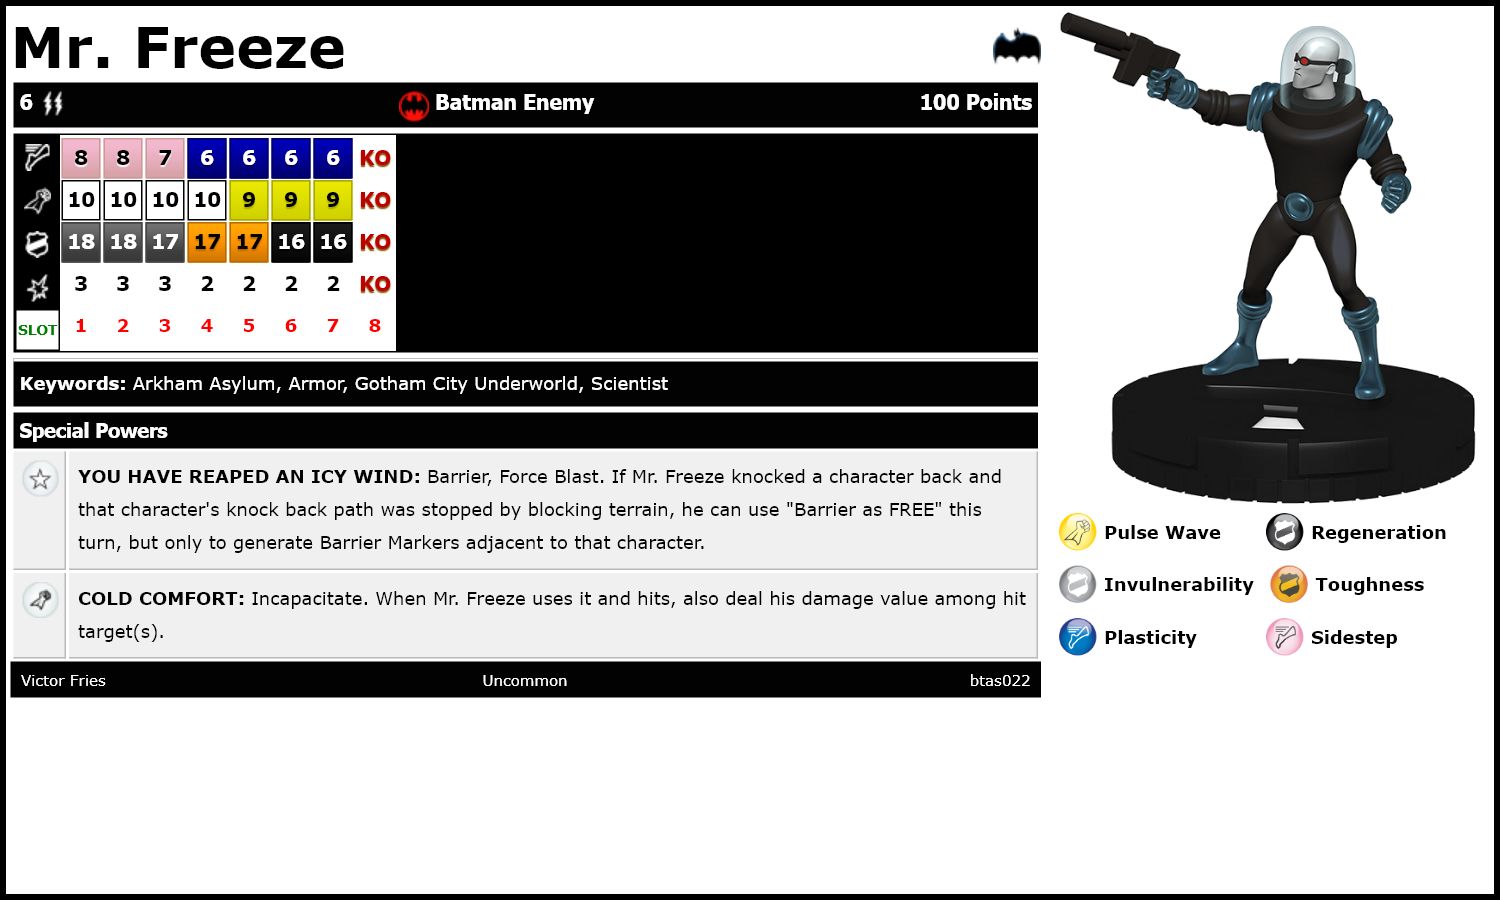 Mr. Freeze
6 Batman Enemy 100 Points
8 8 7 6 6 6 6 KO
10 10 10 10 9 9 9 KO
18 18 17 17 17 16 16 KO
3 3 3 2 2 2 2 KO
SLOT 1 2 3 4 5 6 7 8
Keywords: Arkham Asylum, Armor, Gotham City Underworld, Scientist
Special Powers
YOU HAVE REAPED AN ICY WIND: Barrier, Force Blast. If Mr. Freeze knocked a character back and
that character's knock back path was stopped by blocking terrain, he can use "Barrier as FREE" this
turn, but only to generate Barrier Markers adjacent to that character.
COLD COMFORT: Incapacitate. When Mr. Freeze uses it and hits, also deal his damage value among hit
target(s).
Victor Fries Uncommon btas022
Pulse Wave Regeneration
Invulnerability Toughness
Plasticity Sidestep